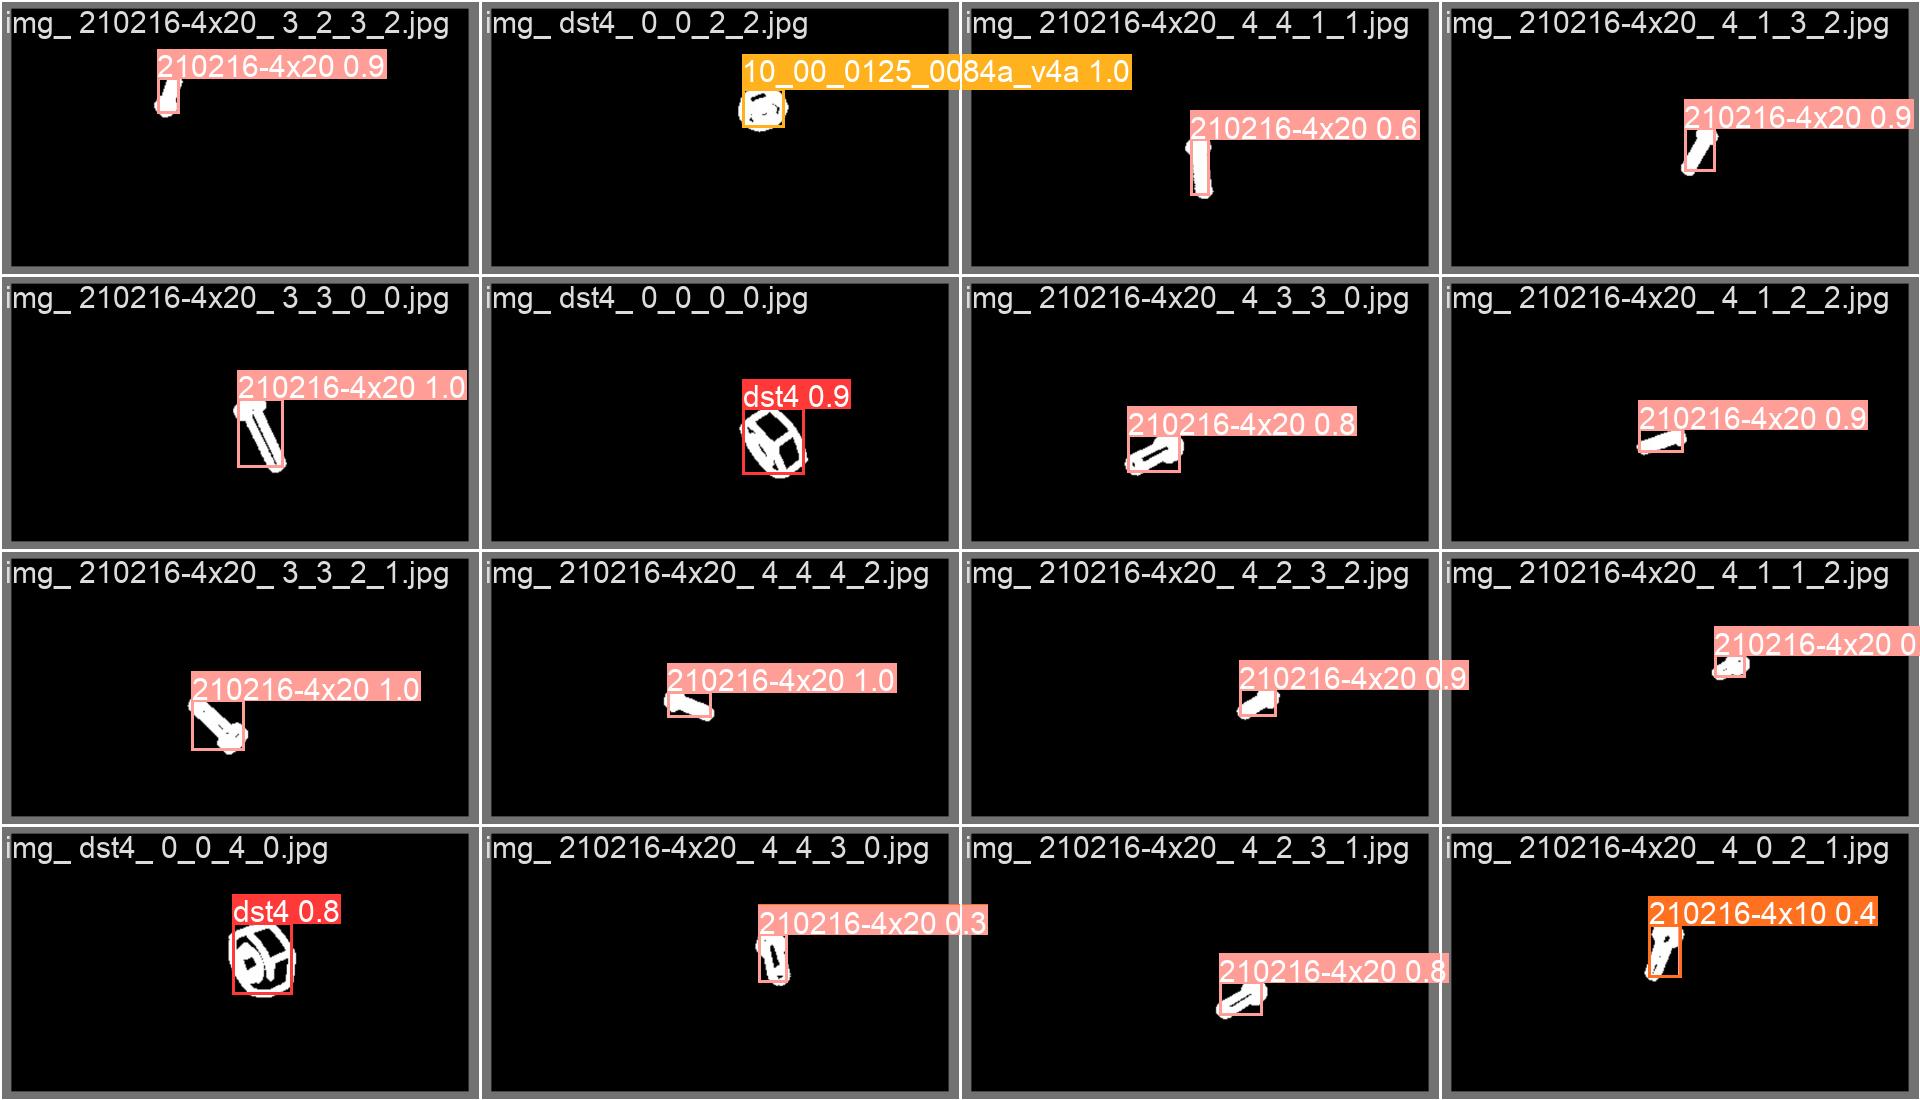 img_ 210216-4x20_ 3_2_3_2.jpg
210216-4x20 0.9
img_ dst4_ 0_0_2_2.jpg
10_00_0125_0084a_v4a 1.0
img_ 210216-4x20_ 4_4_1_1.jpg
210216-4x20 0.6
img_ 210216-4x20_ 4_1_3_2.jpg
210216-4x20 0.9
img_ 210216-4x20_ 3_3_0_0.jpg
210216-4x20 1.0
img_ dst4_ 0_0_0_0.jpg
dst4 0.9
img_ 210216-4x20_ 4_3_3_0.jpg
210216-4x20 0.8
img_ 210216-4x20_ 4_1_2_2.jpg
210216-4x20 0.9
img_ 210216-4x20_ 3_3_2_1.jpg
210216-4x20 1.0
img_ 210216-4x20_ 4_4_4_2.jpg
210216-4x20 1.0
img_ 210216-4x20_ 4_2_3_2.jpg
210216-4x20 0.9
img_ 210216-4x20_ 4_1_1_2.jpg
210216-4x20 0
img_ dst4_ 0_0_4_0.jpg
dst4 0.8
img_ 210216-4x20_ 4_4_3_0.jpg
210216-4x20 0.3
img_ 210216-4x20_ 4_2_3_1.jpg
210216-4x20 0.8
img_ 210216-4x20_ 4_0_2_1.jpg
210216-4x10 0.4